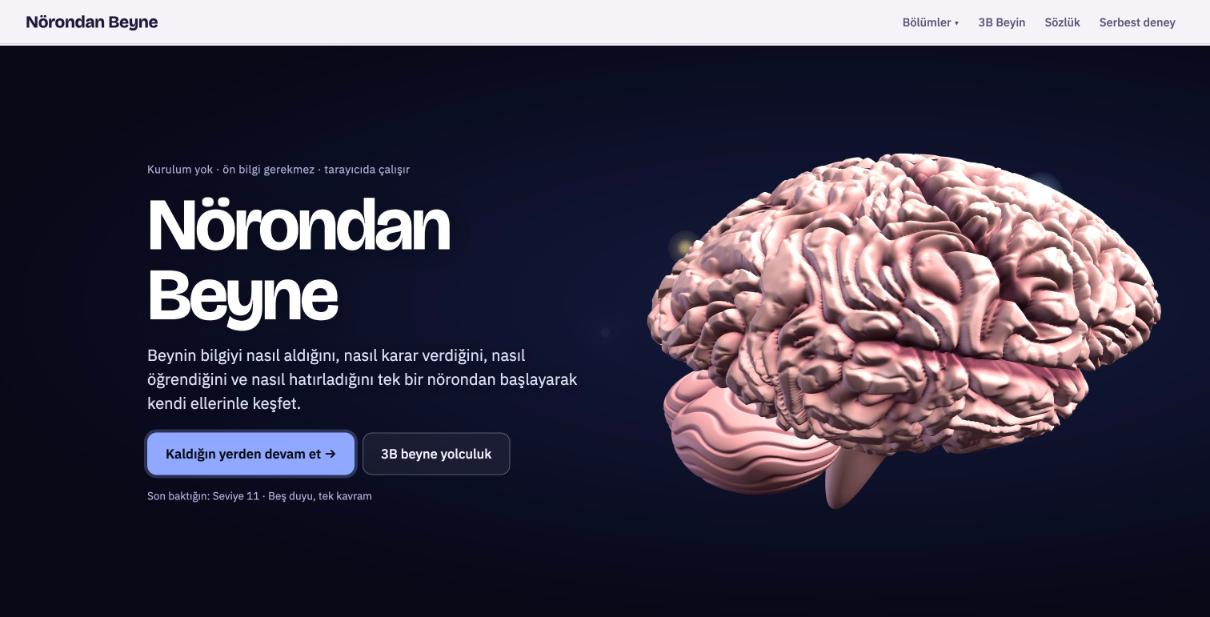 Nörondan Beyne
Bölümler ▾
3B Beyin
Sözlük
Serbest deney
Kurulum yok · ön bilgi gerekmez · tarayıcıda çalışır
Nörondan
Beyne
Beynin bilgiyi nasıl aldığını, nasıl karar verdiğini, nasıl
öğrendiğini ve nasıl hatırladığını tek bir nörondan başlayarak
kendi ellerinle keşfet.
Kaldığın yerden devam et →
3B beyne yolculuk
Son baktığın: Seviye 11 · Beş duyu, tek kavram